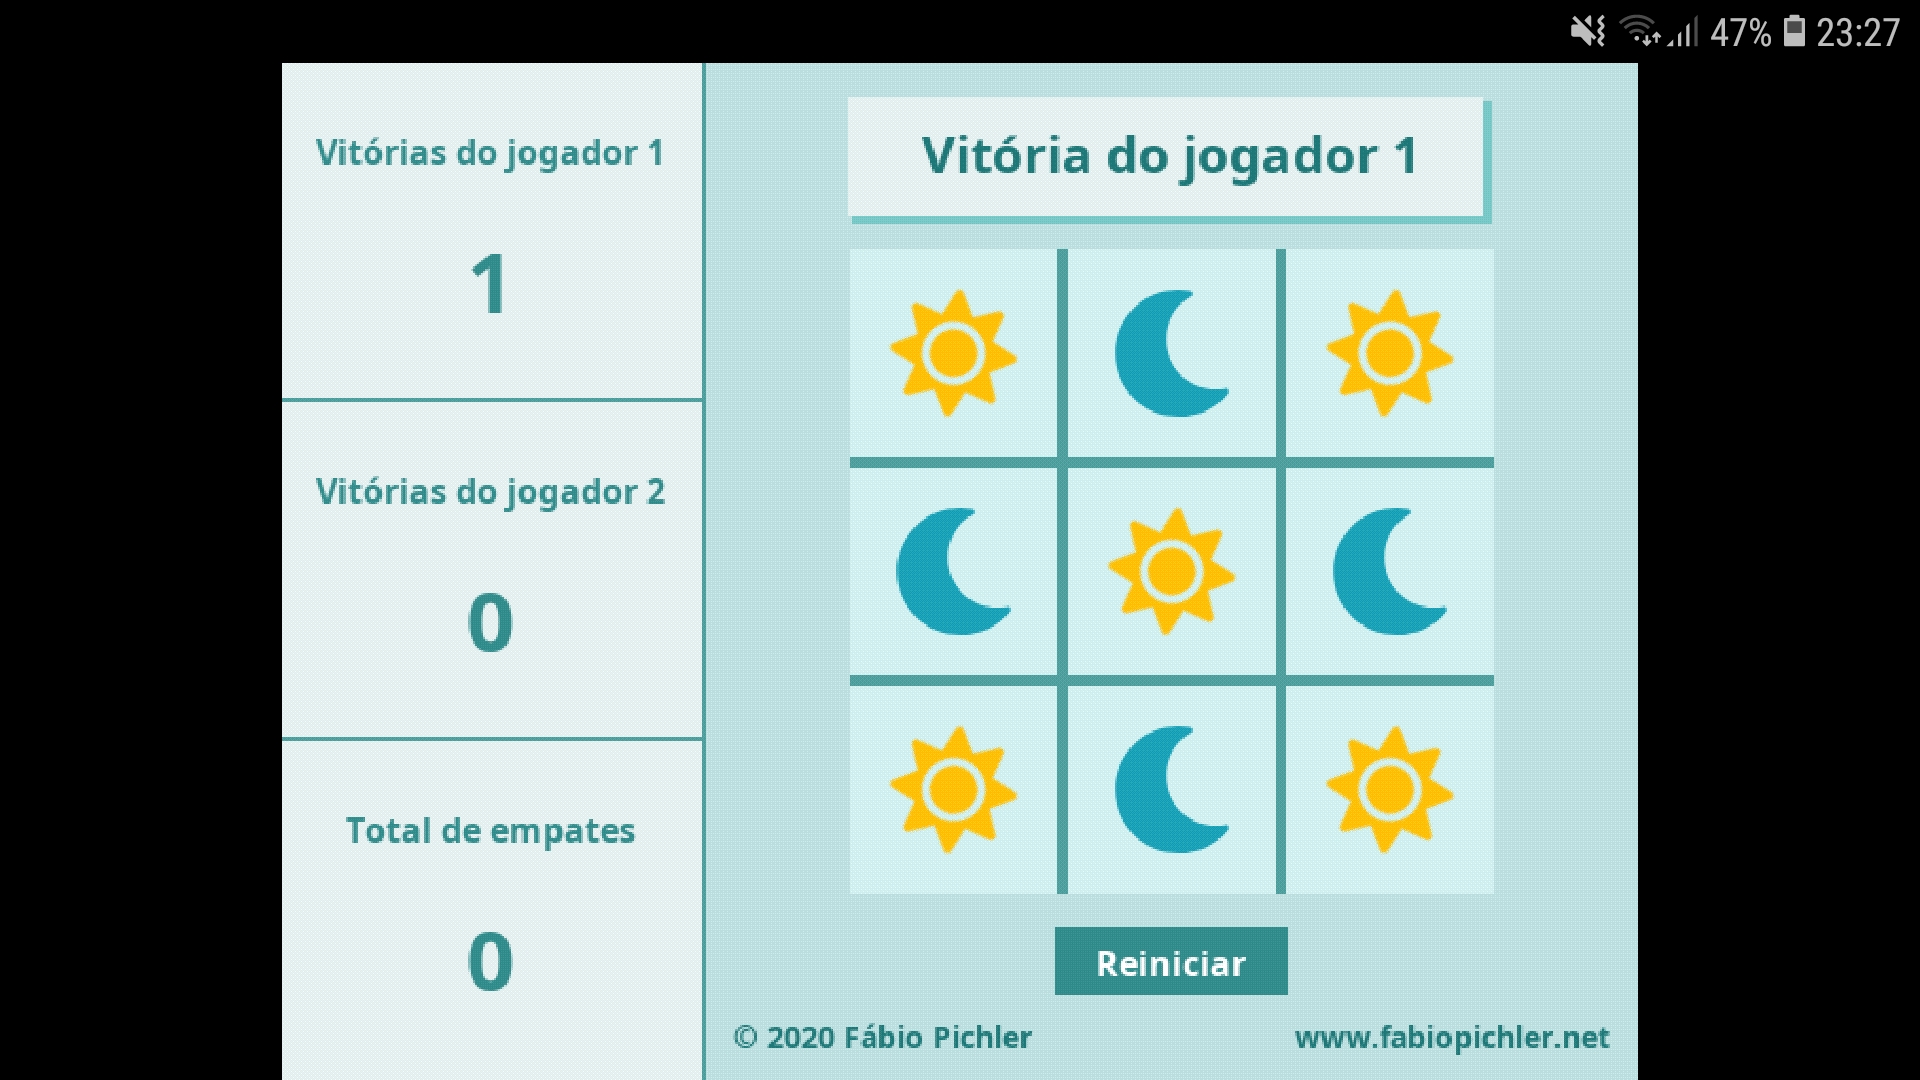 47% 23:27
Vitórias do jogador 1
1
Vitórias do jogador 2
0
Total de empates
0
Vitória do jogador 1
Reiniciar
© 2020 Fábio Pichler
www.fabiopichler.net